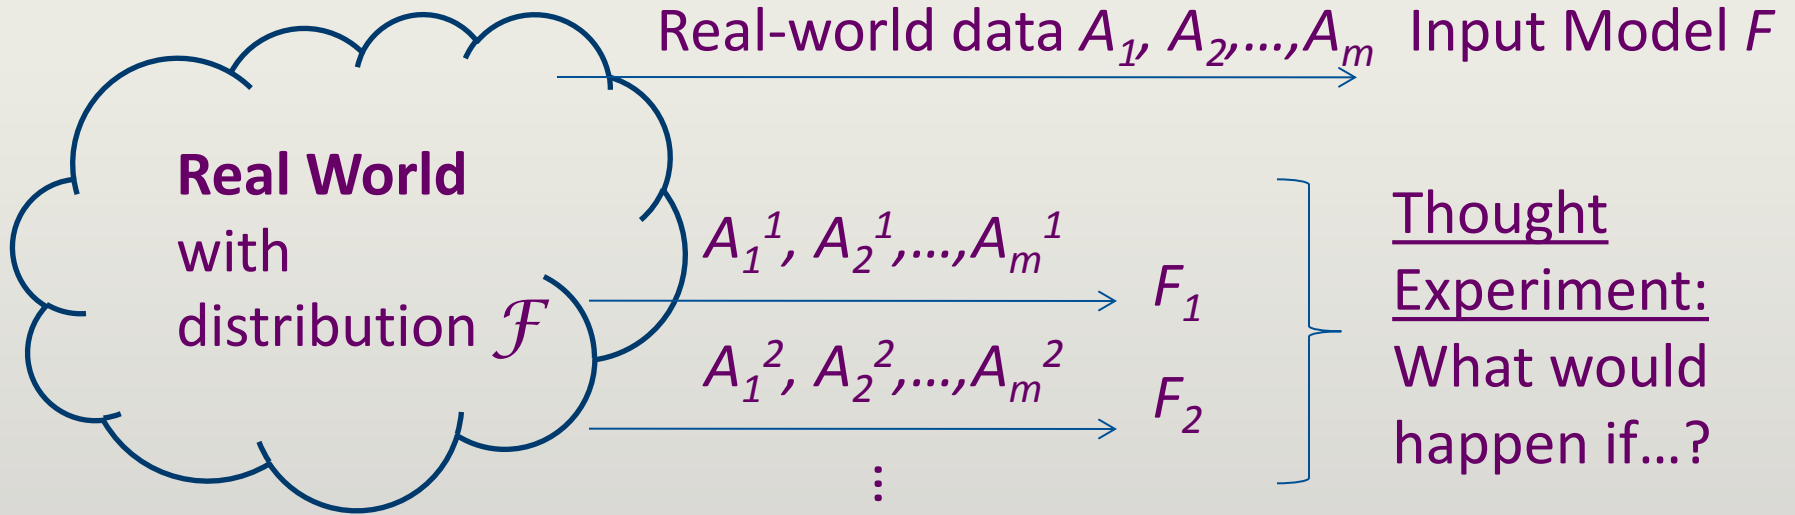 Real-world data A₁, A₂,...,Aₘ Input Model F
Real World
with
distribution ℱ
A₁¹, A₂¹,...,Aₘ¹
F₁
A₁², A₂²,...,Aₘ²
F₂
⋮
Thought
Experiment:
What would
happen if...?